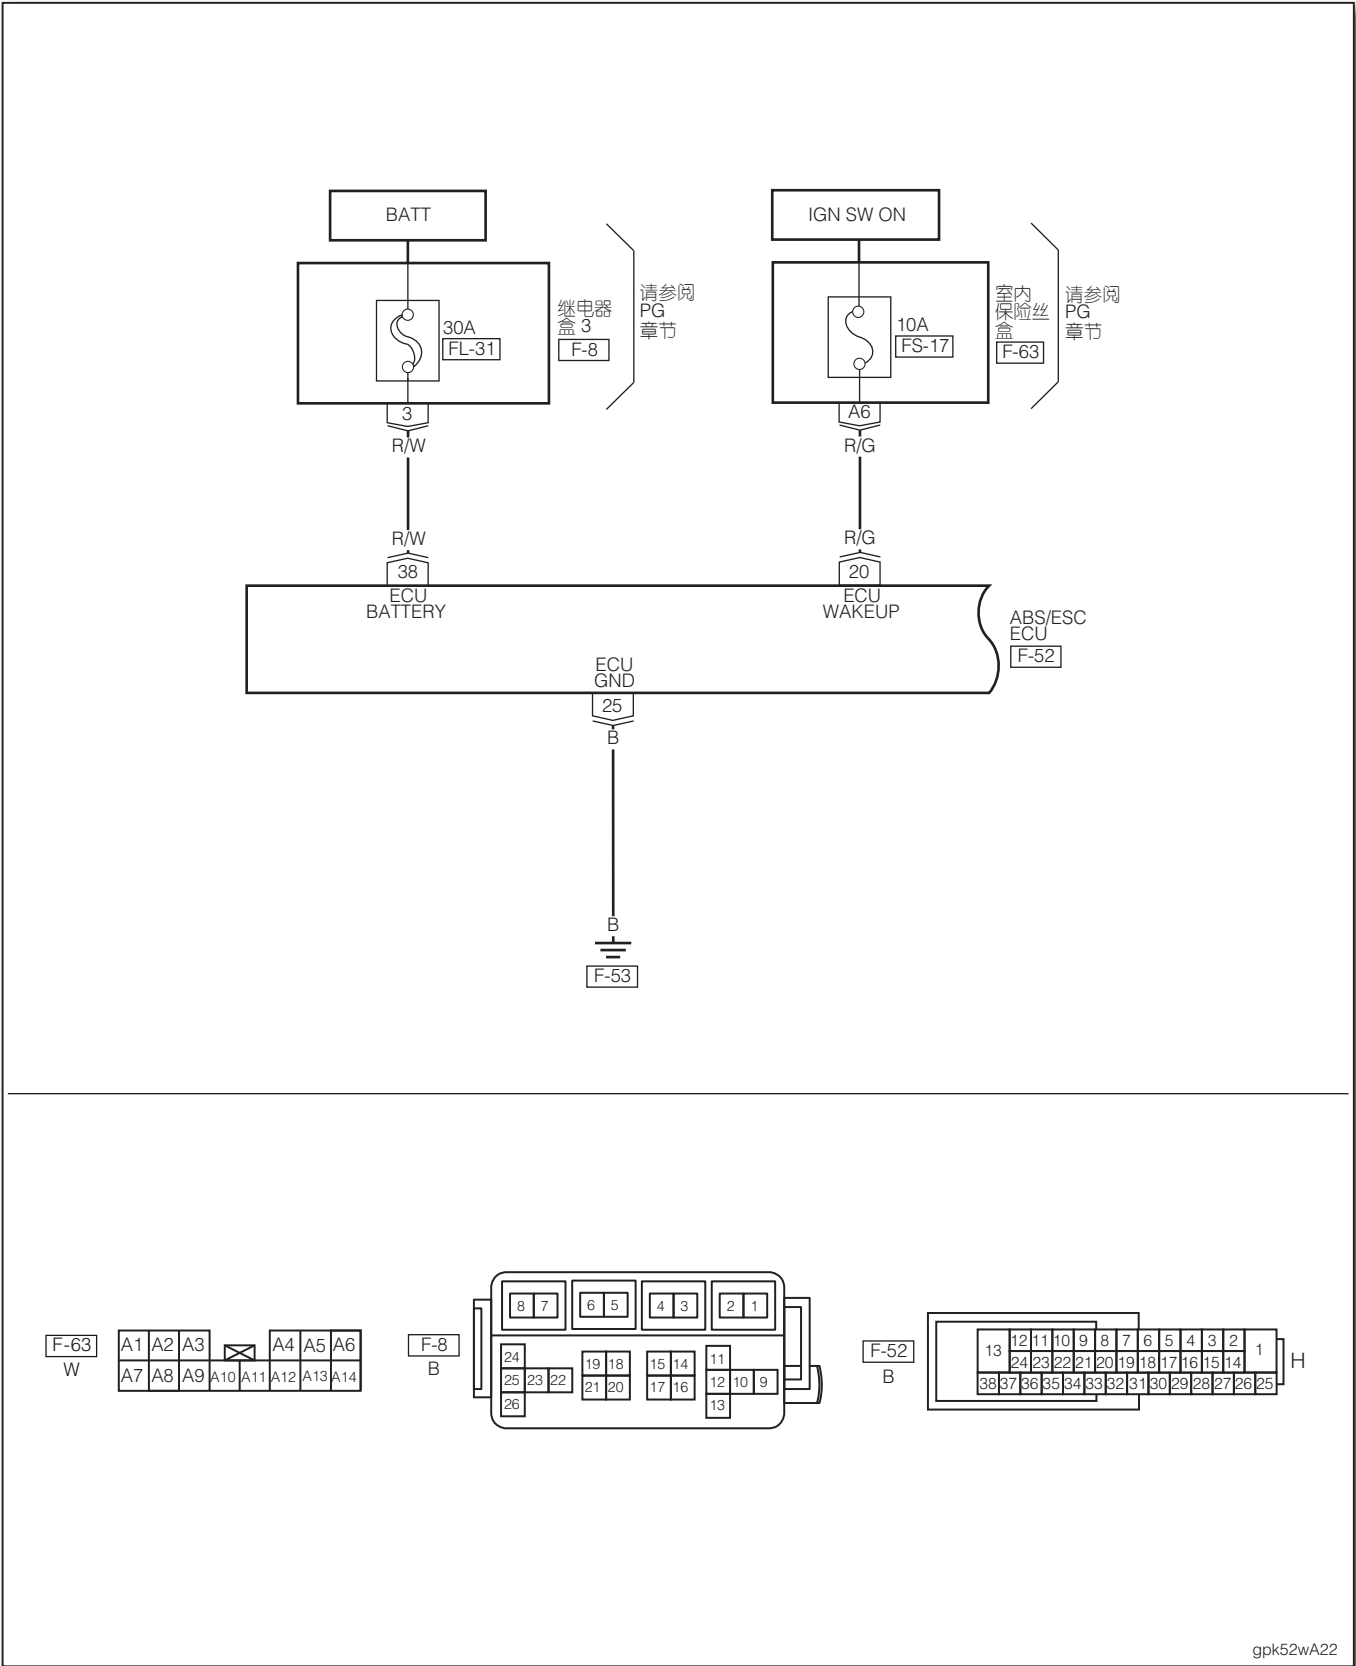 BATT
IGN SW ON
30A
FL-31
继电器
盒 3
F-8
请参阅
PG
章节
10A
FS-17
室内
保险丝
盒
F-63
请参阅
PG
章节
3
A6
R/W
R/G
R/W
R/G
38
20
ECU
BATTERY
ECU
WAKEUP
ABS/ESC
ECU
F-52
ECU
GND
25
B
B
F-53
F-63
W
A1 A2 A3 A4 A5 A6
A7 A8 A9 A10 A11 A12 A13 A14
F-8
B
8 7 6 5 4 3 2 1
24 19 18 15 14 11
25 23 22 21 20 17 16 12 10 9
26 13
F-52
B
13 12 11 10 9 8 7 6 5 4 3 2 1
24 23 22 21 20 19 18 17 16 15 14
38 37 36 35 34 33 32 31 30 29 28 27 26 25
H
gpk52wA22